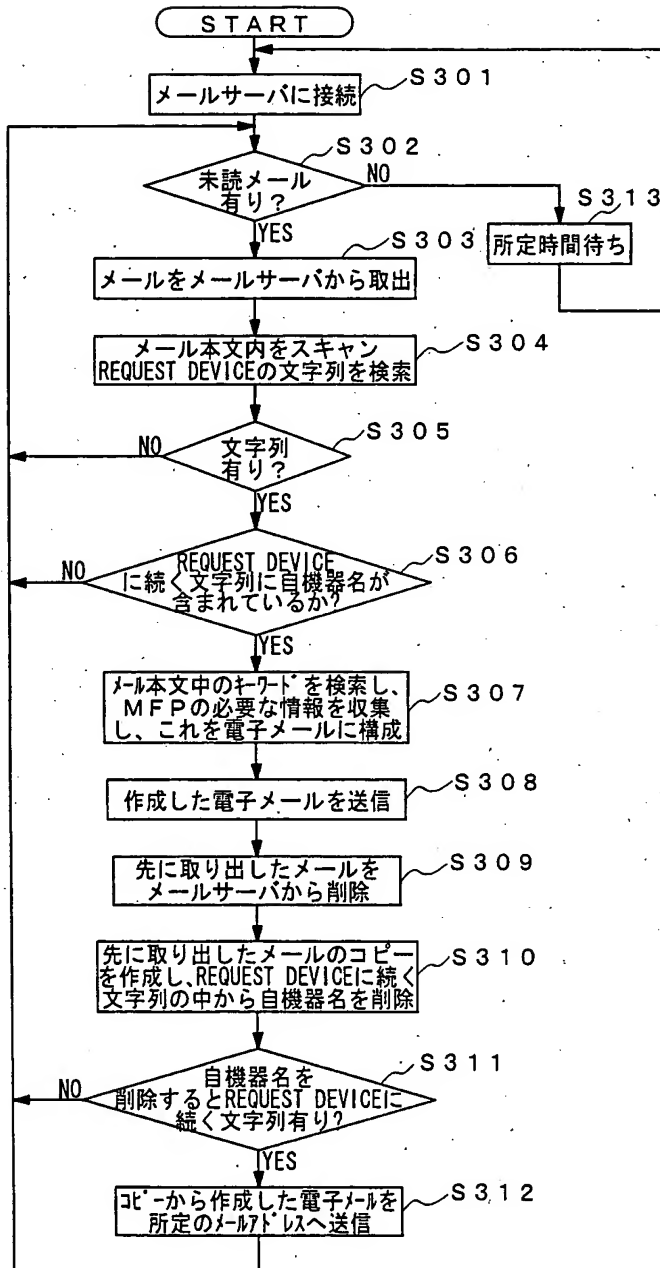 START
S301
メールサーバに接続
S302
未読メール
有り？
NO
YES
S313
所定時間待ち
S303
メールをメールサーバから取出
S304
メール本文内をスキャン
REQUEST DEVICEの文字列を検索
S305
文字列
有り？
NO
YES
S306
REQUEST DEVICE
に続く文字列に自機器名が
含まれているか？
NO
YES
S307
ﾒｰﾙ本文中のｷｰﾜｰﾄﾞを検索し、
MFPの必要な情報を収集
し、これを電子メールに構成
S308
作成した電子メールを送信
S309
先に取り出したメールを
メールサーバから削除
S310
先に取り出したメールのコピー
を作成し、REQUEST DEVICEに続く
文字列の中から自機器名を削除
S311
自機器名を
削除するとREQUEST DEVICEに
続く文字列有り？
NO
YES
S312
ｺﾋﾟｰから作成した電子ﾒｰﾙを
所定のﾒｰﾙｱﾄﾞﾚｽへ送信